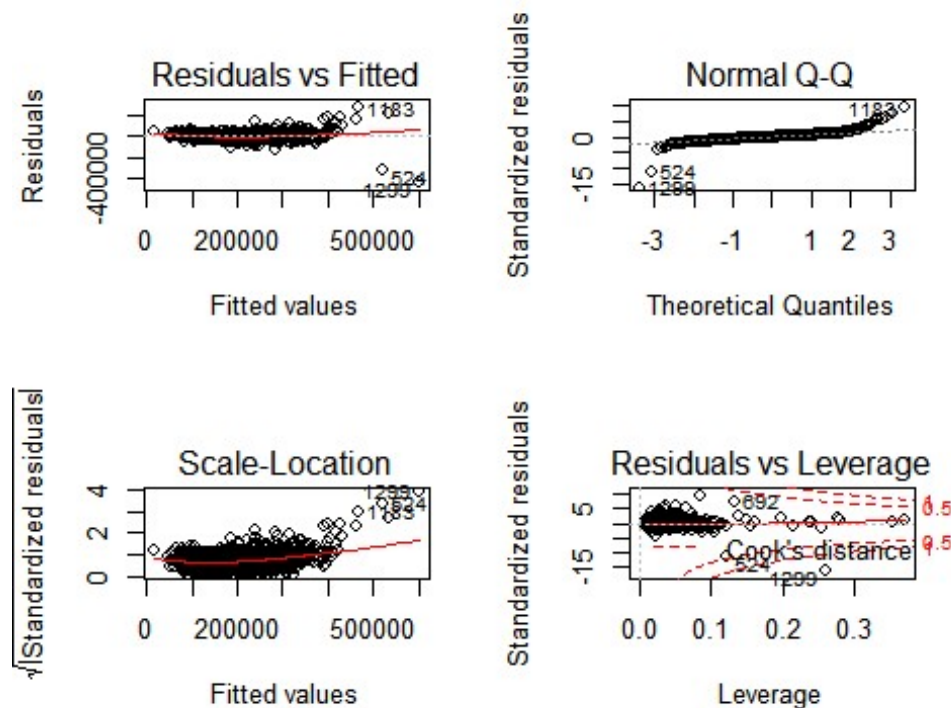 Residuals vs Fitted
Residuals
-400000
1183
524
1299
0 200000 500000
Fitted values
Normal Q-Q
Standardized residuals
-15 0
1183
524
1299
-3 -1 1 2 3
Theoretical Quantiles
Scale-Location
√|Standardized residuals|
0 2 4
1299
524
1183
0 200000 500000
Fitted values
Residuals vs Leverage
Standardized residuals
-15 5
692
Cook's distance
524
1299
1
0.5
0.5
1
0.0 0.1 0.2 0.3
Leverage